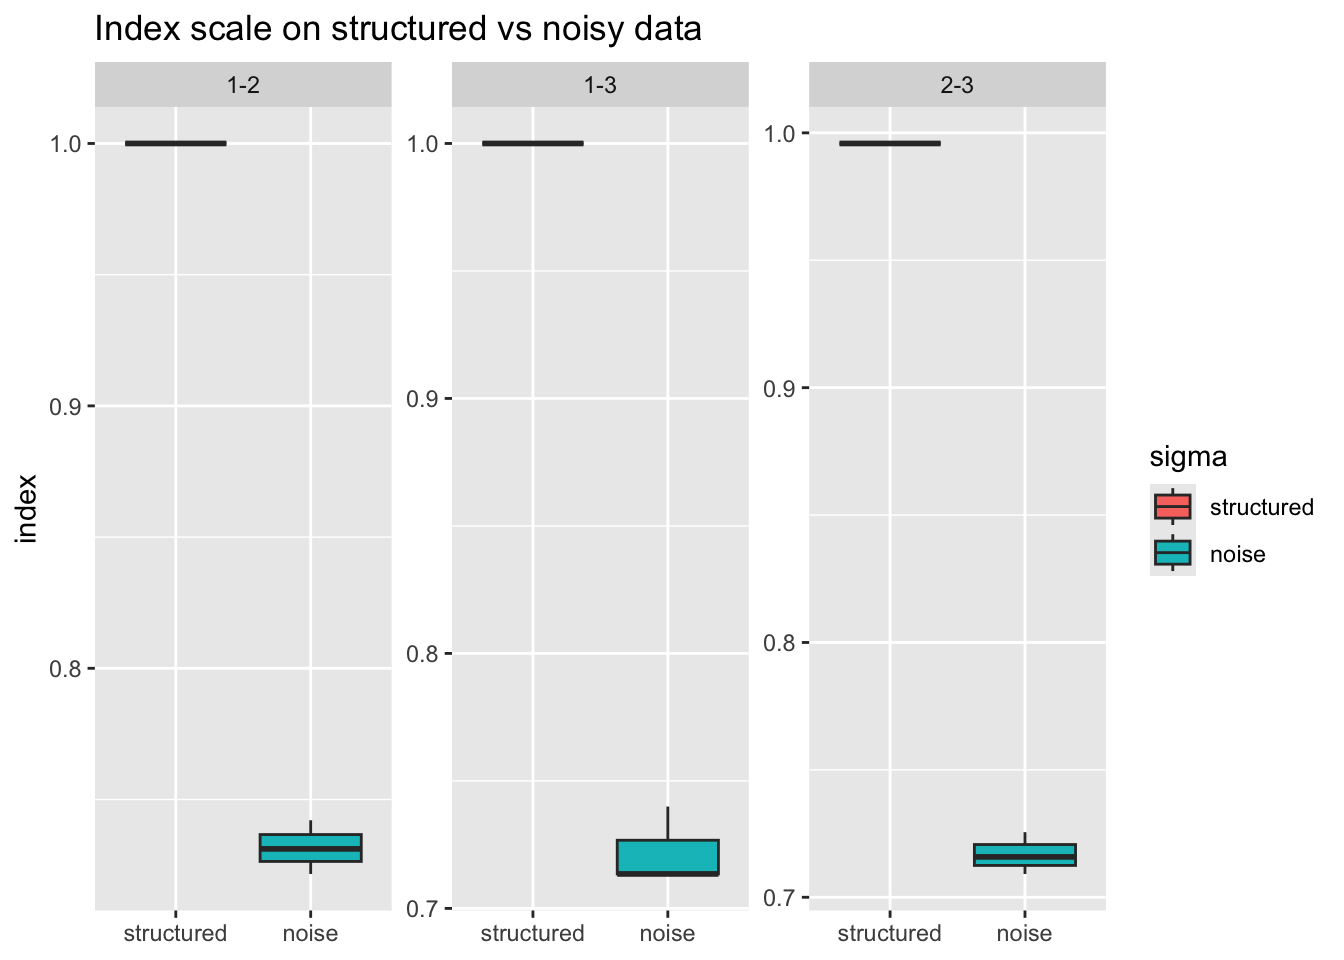 Index scale on structured vs noisy data
1-2
1-3
2-3
index
1.0
0.9
0.8
1.0
0.9
0.8
0.7
1.0
0.9
0.8
0.7
structured noise
structured noise
structured noise
sigma
structured
noise